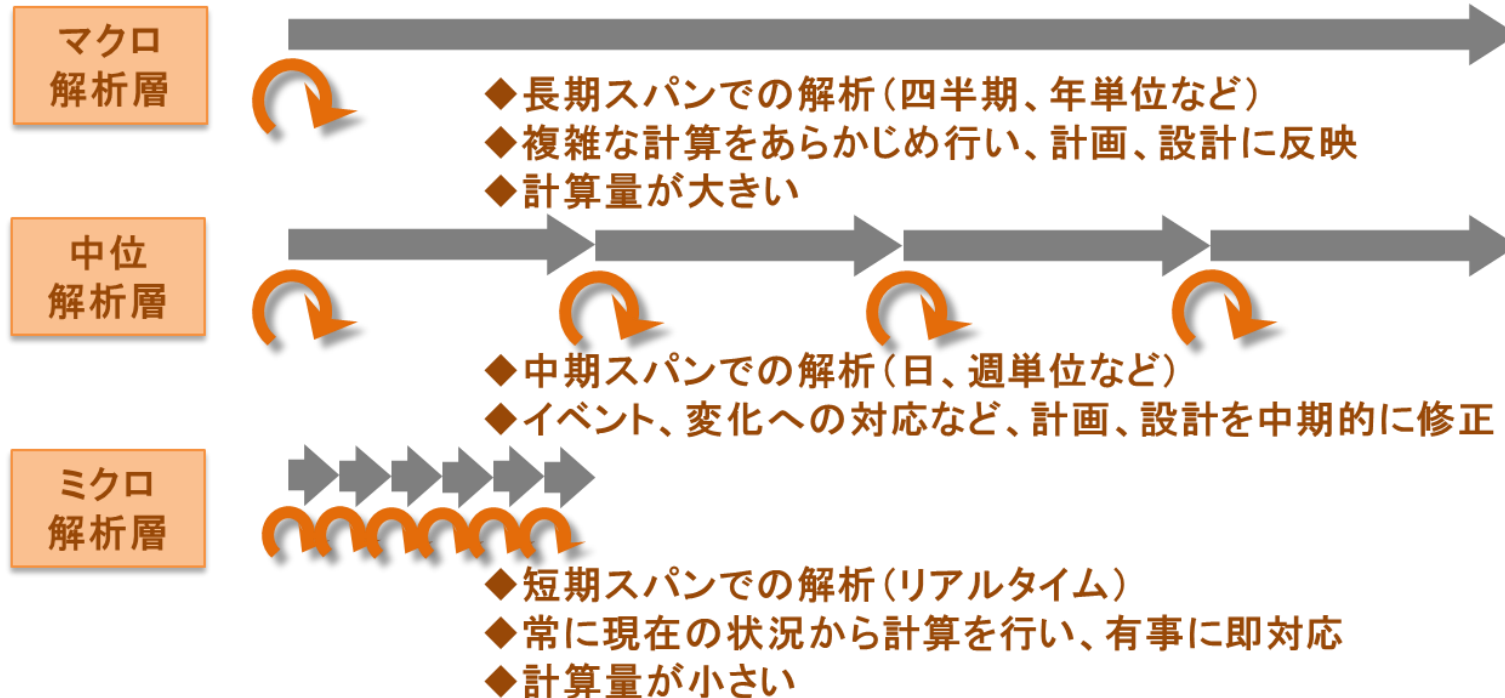 マクロ
解析層
◆長期スパンでの解析(四半期、年単位など)
◆複雑な計算をあらかじめ行い、計画、設計に反映
◆計算量が大きい
中位
解析層
◆中期スパンでの解析(日、週単位など)
◆イベント、変化への対応など、計画、設計を中期的に修正
ミクロ
解析層
◆短期スパンでの解析(リアルタイム)
◆常に現在の状況から計算を行い、有事に即対応
◆計算量が小さい